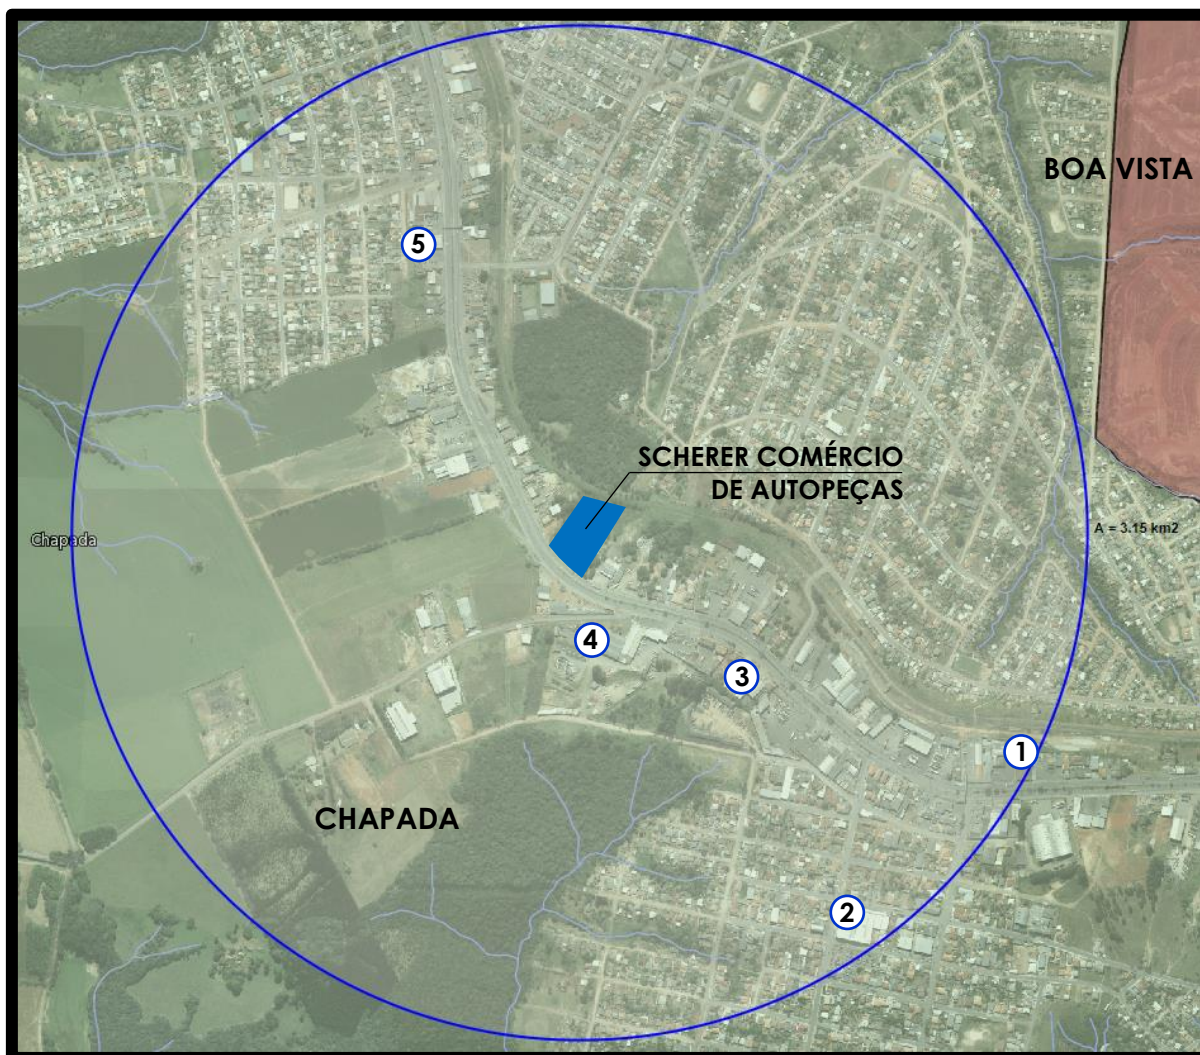 BOA VISTA
5
SCHERER COMÉRCIO
DE AUTOPEÇAS
A = 3.15 km2
Chapada
4
3
1
CHAPADA
2